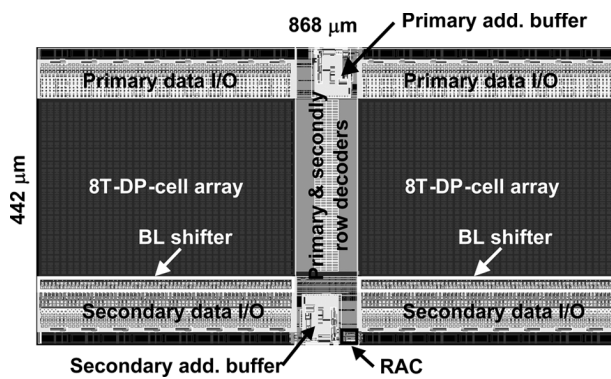 868 µm
Primary add. buffer
Primary data I/O
Primary data I/O
442 µm
8T-DP-cell array
Primary & secondly
row decoders
8T-DP-cell array
BL shifter
BL shifter
Secondary data I/O
Secondary data I/O
Secondary add. buffer
RAC